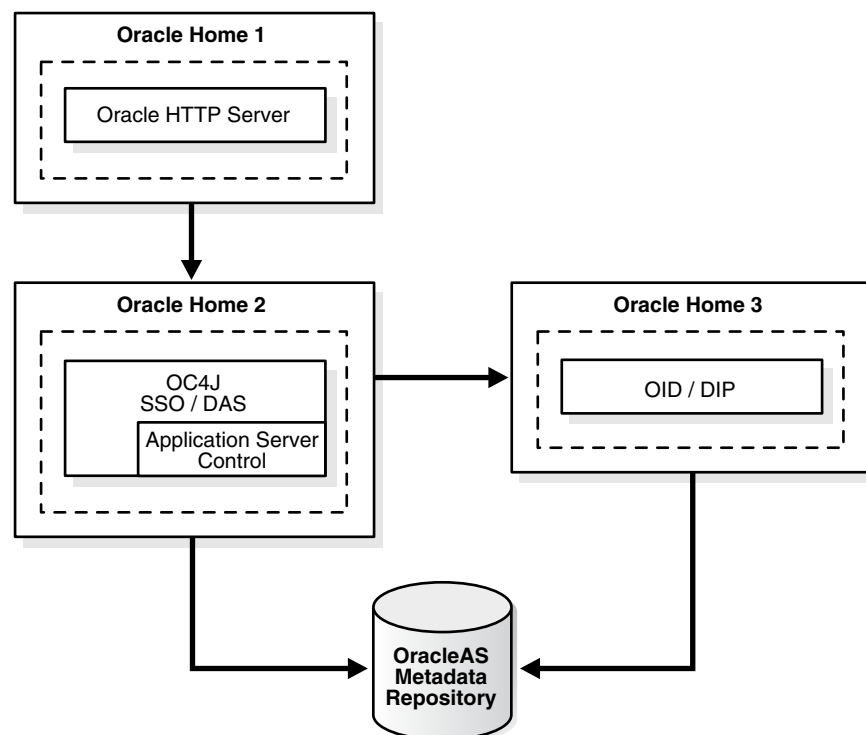 Oracle Home 1
Oracle HTTP Server
Oracle Home 2
OC4J
SSO / DAS
Application Server
Control
Oracle Home 3
OID / DIP
OracleAS
Metadata
Repository